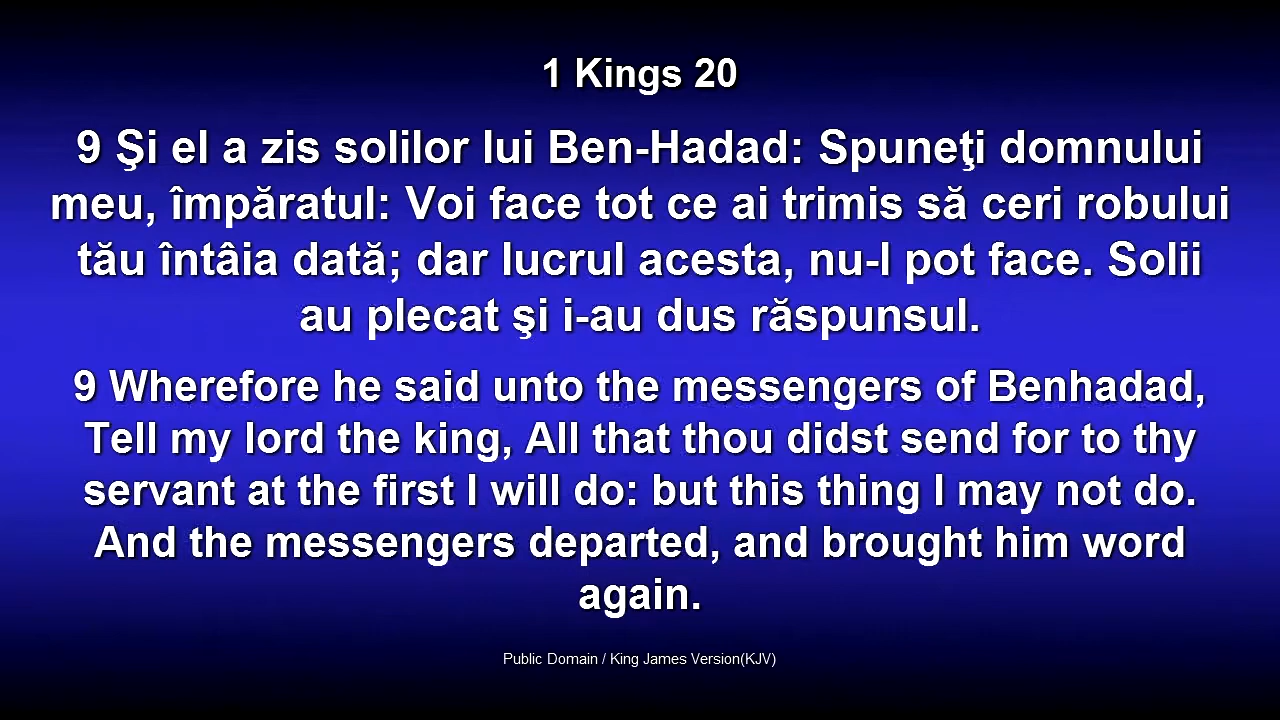 1 Kings 20
9 Şi el a zis solilor lui Ben-Hadad: Spuneţi domnului
meu, împăratul: Voi face tot ce ai trimis să ceri robului
tău întâia dată; dar lucrul acesta, nu-l pot face. Solii
au plecat şi i-au dus răspunsul.
9 Wherefore he said unto the messengers of Benhadad,
Tell my lord the king, All that thou didst send for to thy
servant at the first I will do: but this thing I may not do.
And the messengers departed, and brought him word
again.
Public Domain / King James Version(KJV)